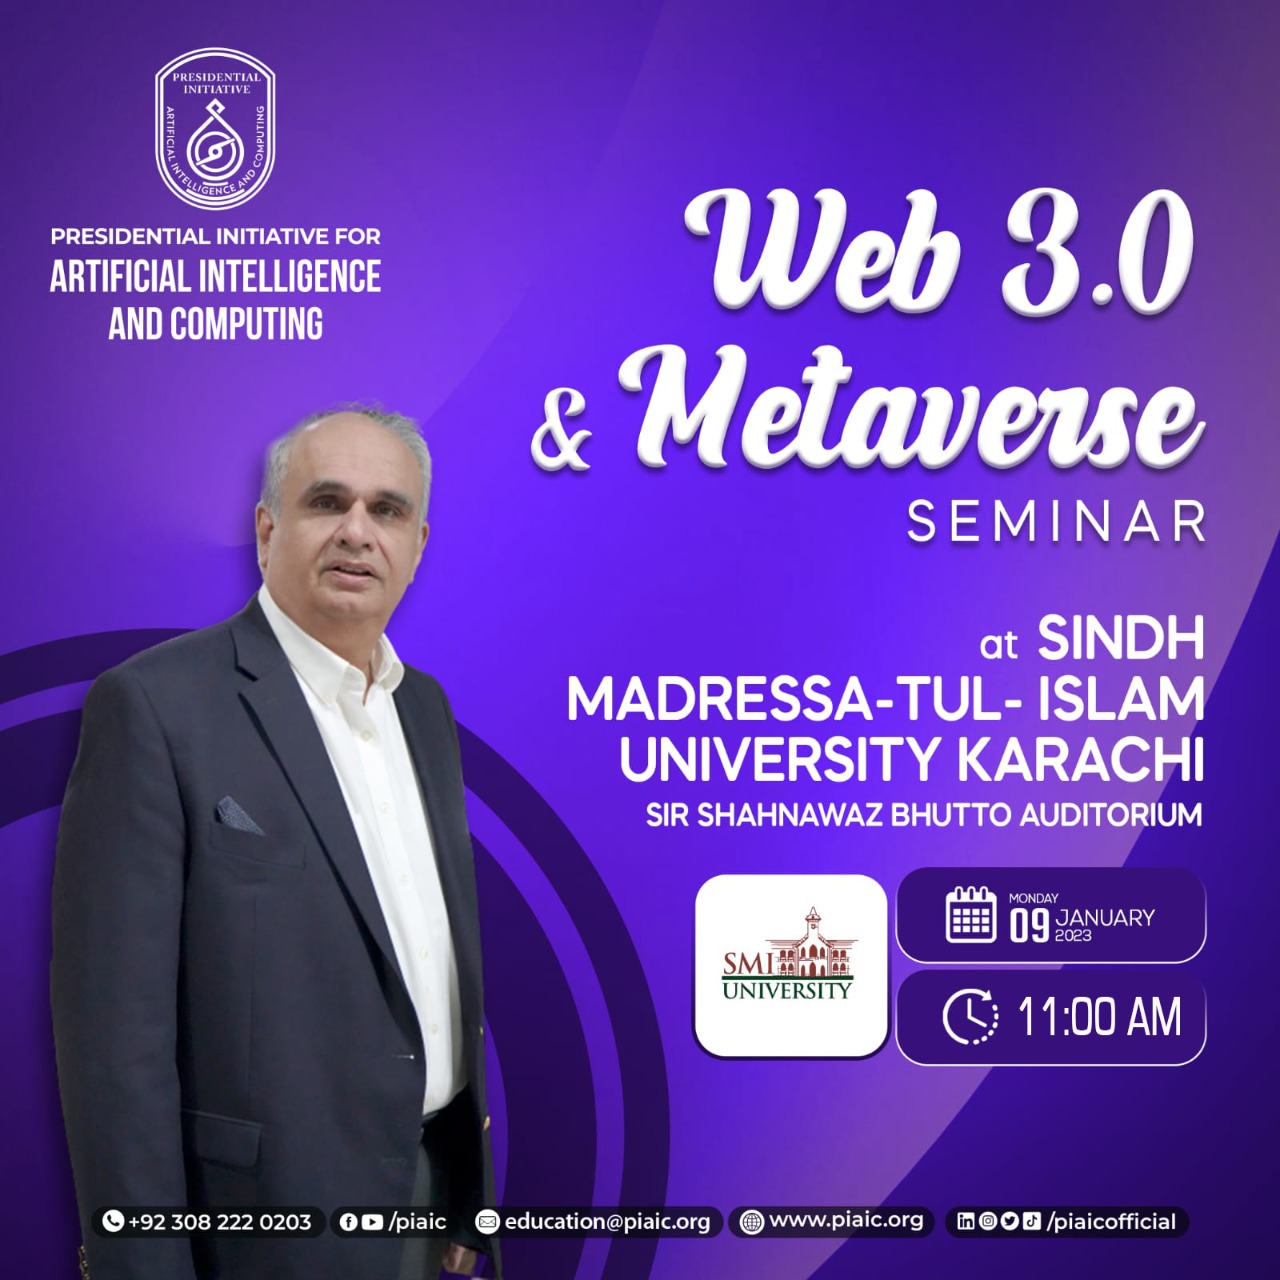 PRESIDENTIAL
INITIATIVE
ARTIFICIAL INTELLIGENCE AND COMPUTING
PRESIDENTIAL INITIATIVE FOR
ARTIFICIAL INTELLIGENCE
AND COMPUTING
Web 3.0
& Metaverse
SEMINAR
at SINDH
MADRESSA-TUL- ISLAM
UNIVERSITY KARACHI
SIR SHAHNAWAZ BHUTTO AUDITORIUM
SMI
UNIVERSITY
MONDAY
09 JANUARY
2023
11:00 AM
+92 308 222 0203
/piaic
education@piaic.org
www.piaic.org
/piaicofficial